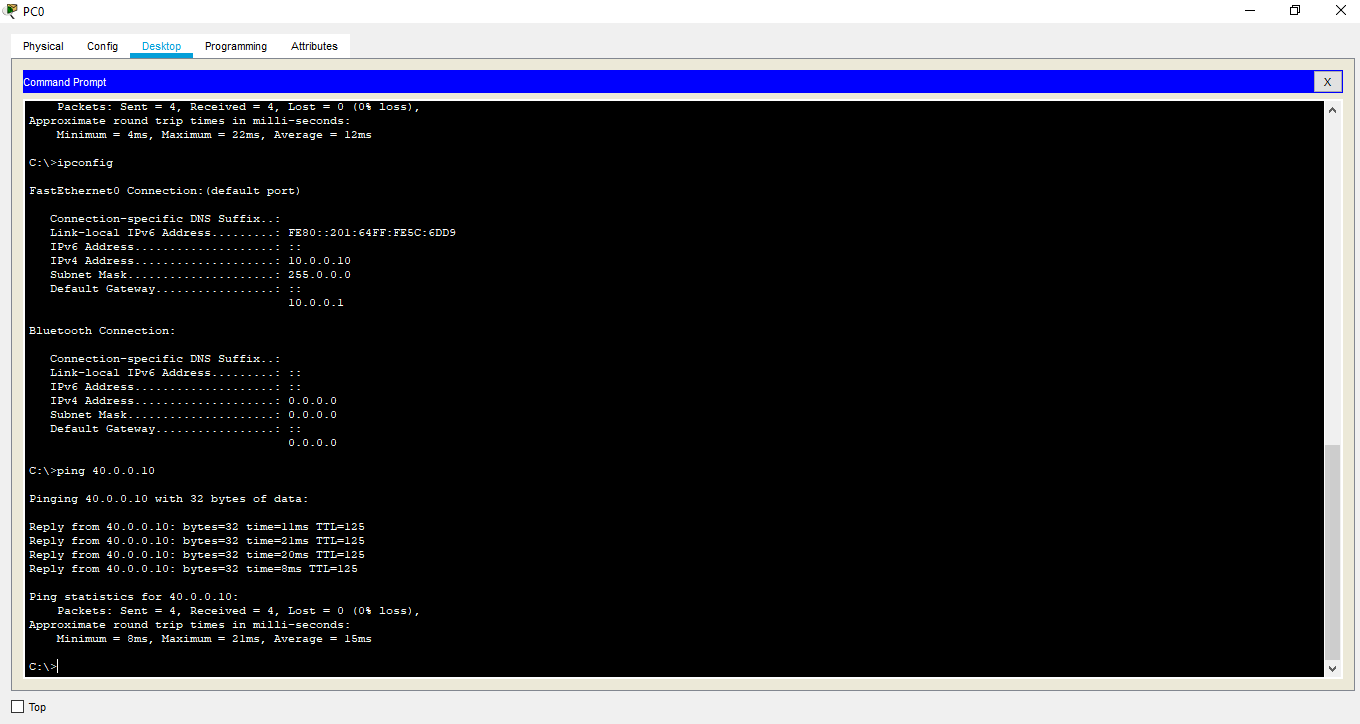 PC0
Physical Config Desktop Programming Attributes
Command Prompt X
Packets: Sent = 4, Received = 4, Lost = 0 (0% loss),
Approximate round trip times in milli-seconds:
Minimum = 4ms, Maximum = 22ms, Average = 12ms
C:\>ipconfig
FastEthernet0 Connection:(default port)
Connection-specific DNS Suffix..:
Link-local IPv6 Address.........: FE80::201:64FF:FE5C:6DD9
IPv6 Address....................: ::
IPv4 Address....................: 10.0.0.10
Subnet Mask.....................: 255.0.0.0
Default Gateway.................: ::
10.0.0.1
Bluetooth Connection:
Connection-specific DNS Suffix..:
Link-local IPv6 Address.........: ::
IPv6 Address....................: ::
IPv4 Address....................: 0.0.0.0
Subnet Mask.....................: 0.0.0.0
Default Gateway.................: ::
0.0.0.0
C:\>ping 40.0.0.10
Pinging 40.0.0.10 with 32 bytes of data:
Reply from 40.0.0.10: bytes=32 time=11ms TTL=125
Reply from 40.0.0.10: bytes=32 time=21ms TTL=125
Reply from 40.0.0.10: bytes=32 time=20ms TTL=125
Reply from 40.0.0.10: bytes=32 time=8ms TTL=125
Ping statistics for 40.0.0.10:
Packets: Sent = 4, Received = 4, Lost = 0 (0% loss),
Approximate round trip times in milli-seconds:
Minimum = 8ms, Maximum = 21ms, Average = 15ms
C:\>
Top